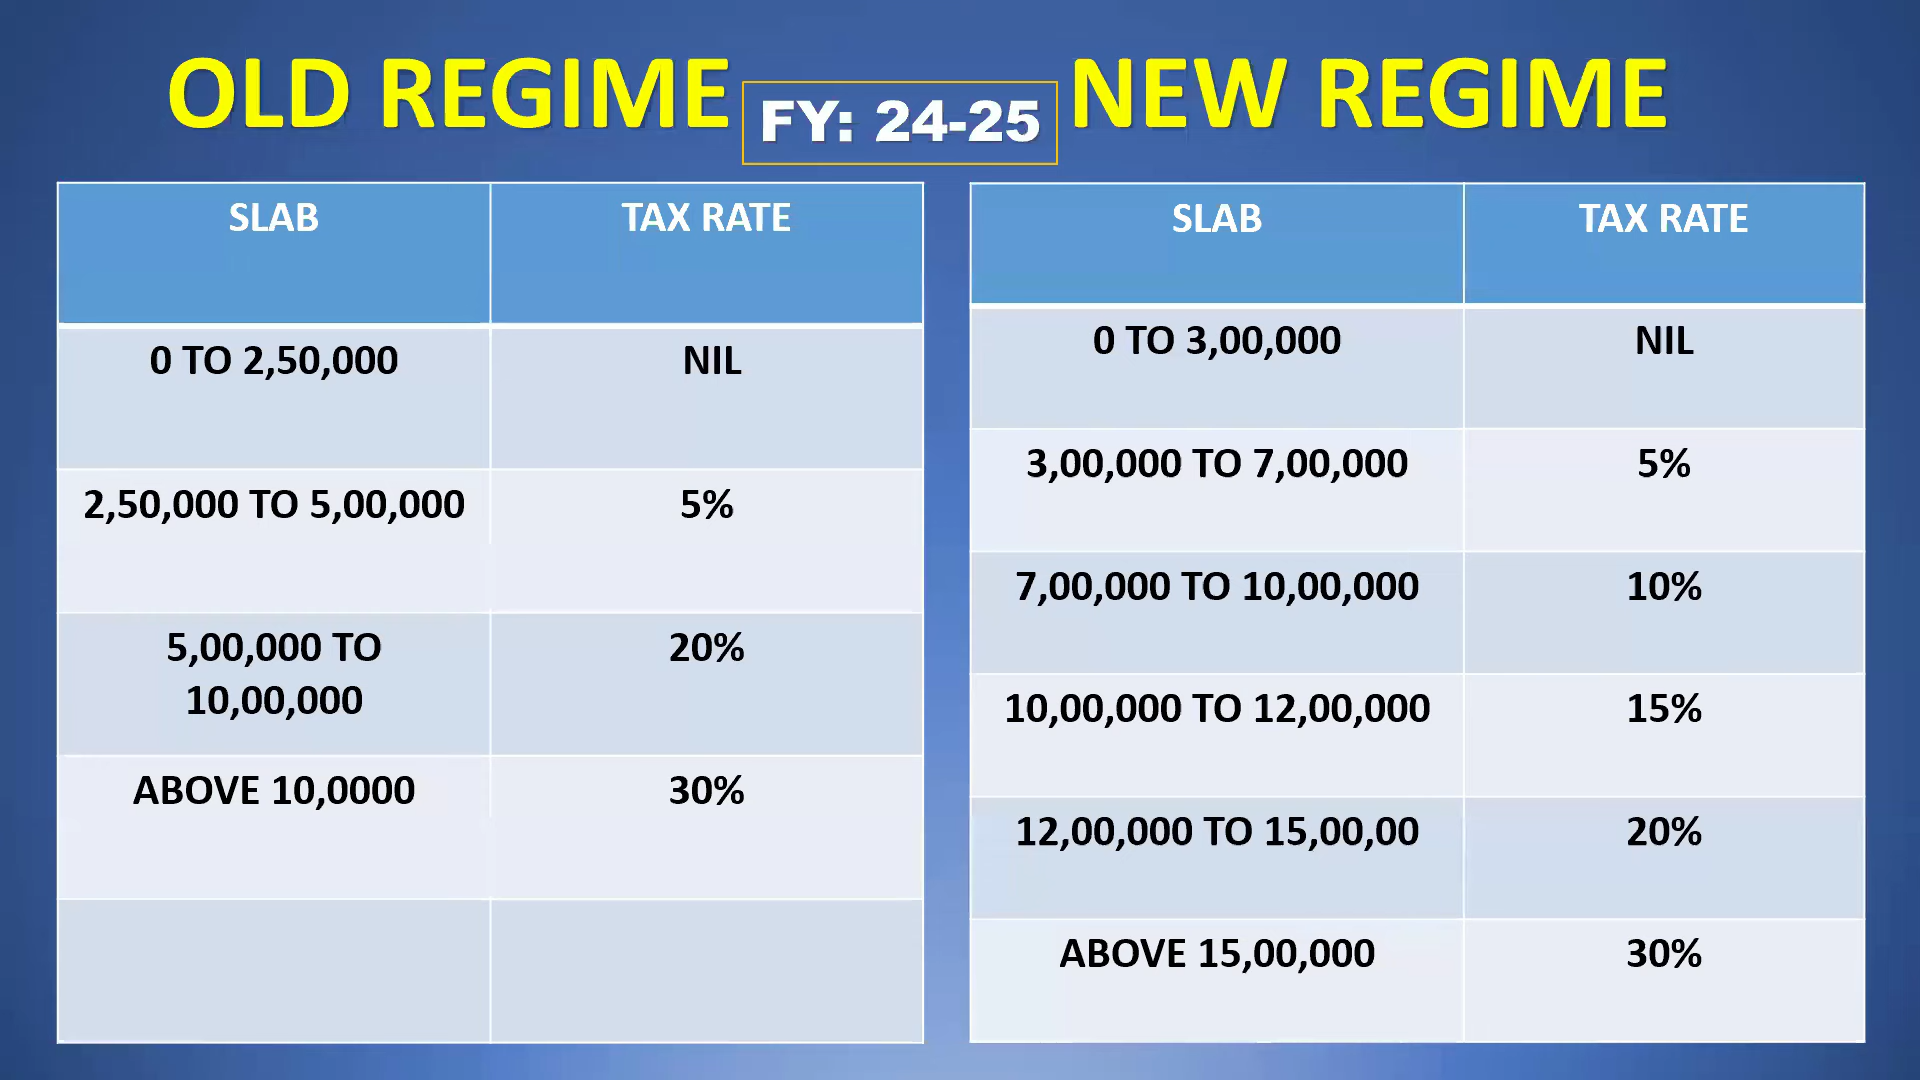 OLD REGIME
FY: 24-25
NEW REGIME
SLAB TAX RATE
0 TO 2,50,000 NIL
2,50,000 TO 5,00,000 5%
5,00,000 TO 20%
10,00,000
ABOVE 10,0000 30%
SLAB TAX RATE
0 TO 3,00,000 NIL
3,00,000 TO 7,00,000 5%
7,00,000 TO 10,00,000 10%
10,00,000 TO 12,00,000 15%
12,00,000 TO 15,00,00 20%
ABOVE 15,00,000 30%